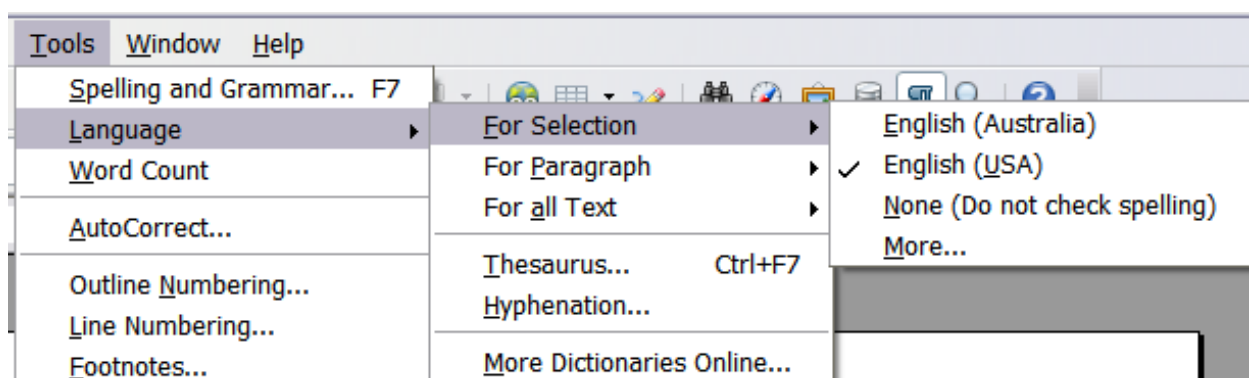 Tools Window Help
Spelling and Grammar... F7
Language
Word Count
AutoCorrect...
Outline Numbering...
Line Numbering...
Footnotes...
For Selection
For Paragraph
For all Text
Thesaurus... Ctrl+F7
Hyphenation...
More Dictionaries Online...
English (Australia)
English (USA)
None (Do not check spelling)
More...